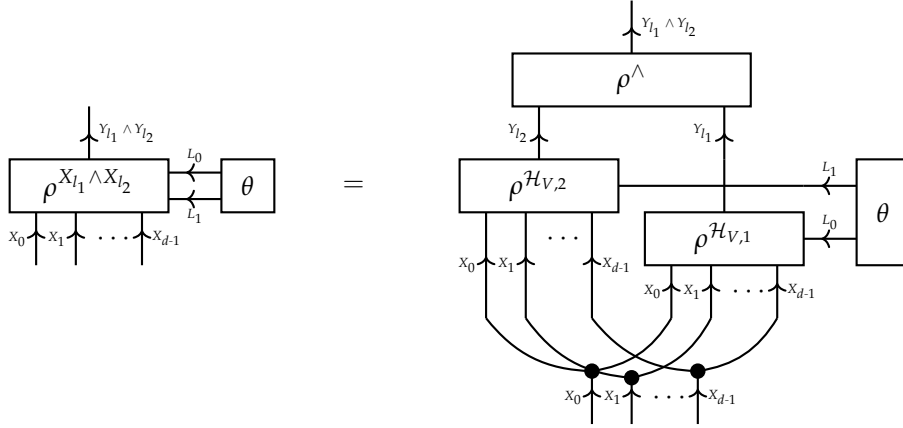 Y_{l_1} ∧ Y_{l_2}
ρ^∧
Y_{l_1} ∧ Y_{l_2}
Y_{l_2} Y_{l_1}
ρ^{X_{l_1} ∧ X_{l_2}} L_0 L_1 θ
=
ρ^{\mathcal{H}_{V,2}} L_1
ρ^{\mathcal{H}_{V,1}} L_0 θ
X_0 X_1 ... X_{d-1}
X_0 X_1 ... X_{d-1}
X_0 X_1 ... X_{d-1}
X_0 X_1 ... X_{d-1}